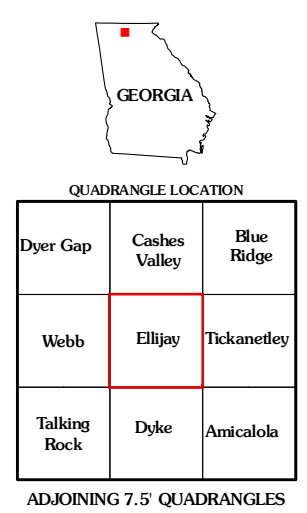 GEORGIA
QUADRANGLE LOCATION
Dyer Gap
Cashes
Valley
Blue
Ridge
Webb
Ellijay
Tickanetley
Talking
Rock
Dyke
Amicalola
ADJOINING 7.5' QUADRANGLES